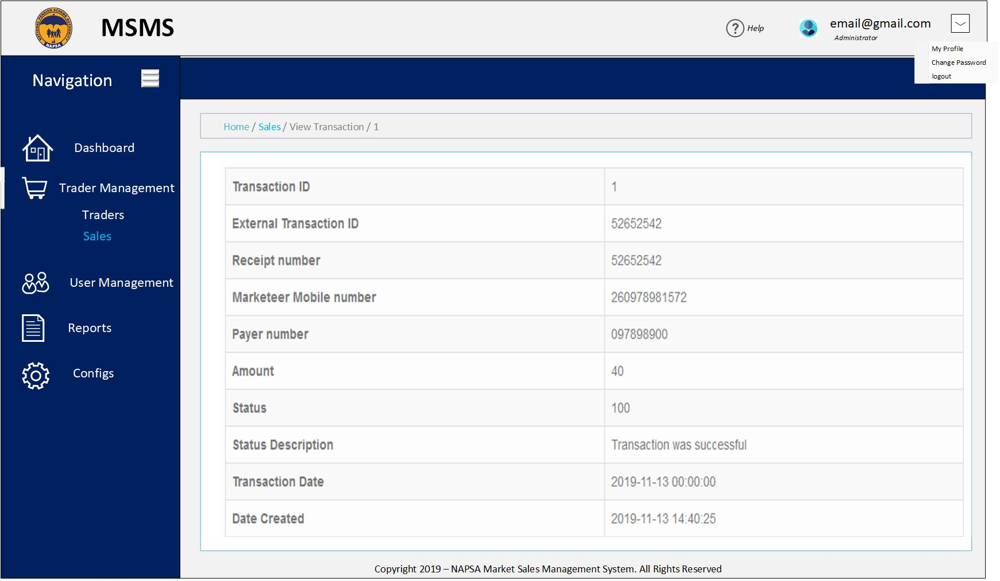 NATIONAL PENSION SCHEME AUTHORITY
NAPSA
MSMS
? Help
email@gmail.com
Administrator
My Profile
Change Password
logout
Navigation
Dashboard
Trader Management
Traders
Sales
User Management
Reports
Configs
Home / Sales / View Transaction / 1
Transaction ID 1
External Transaction ID 52652542
Receipt number 52652542
Marketeer Mobile number 260978981572
Payer number 097898900
Amount 40
Status 100
Status Description Transaction was successful
Transaction Date 2019-11-13 00:00:00
Date Created 2019-11-13 14:40:25
Copyright 2019 – NAPSA Market Sales Management System. All Rights Reserved